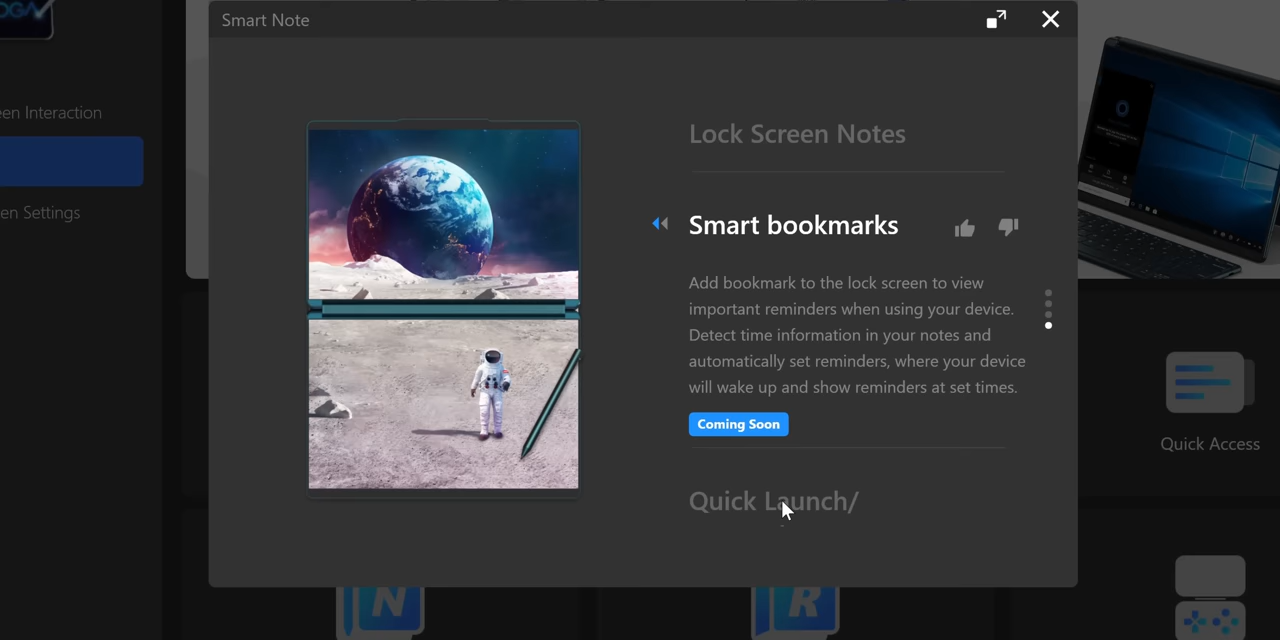 Smart Note
Lock Screen Notes
een Interaction
Smart bookmarks
en Settings
Add bookmark to the lock screen to view
important reminders when using your device.
Detect time information in your notes and
automatically set reminders, where your device
will wake up and show reminders at set times.
Coming Soon
Quick Access
Quick Launch/
N
R